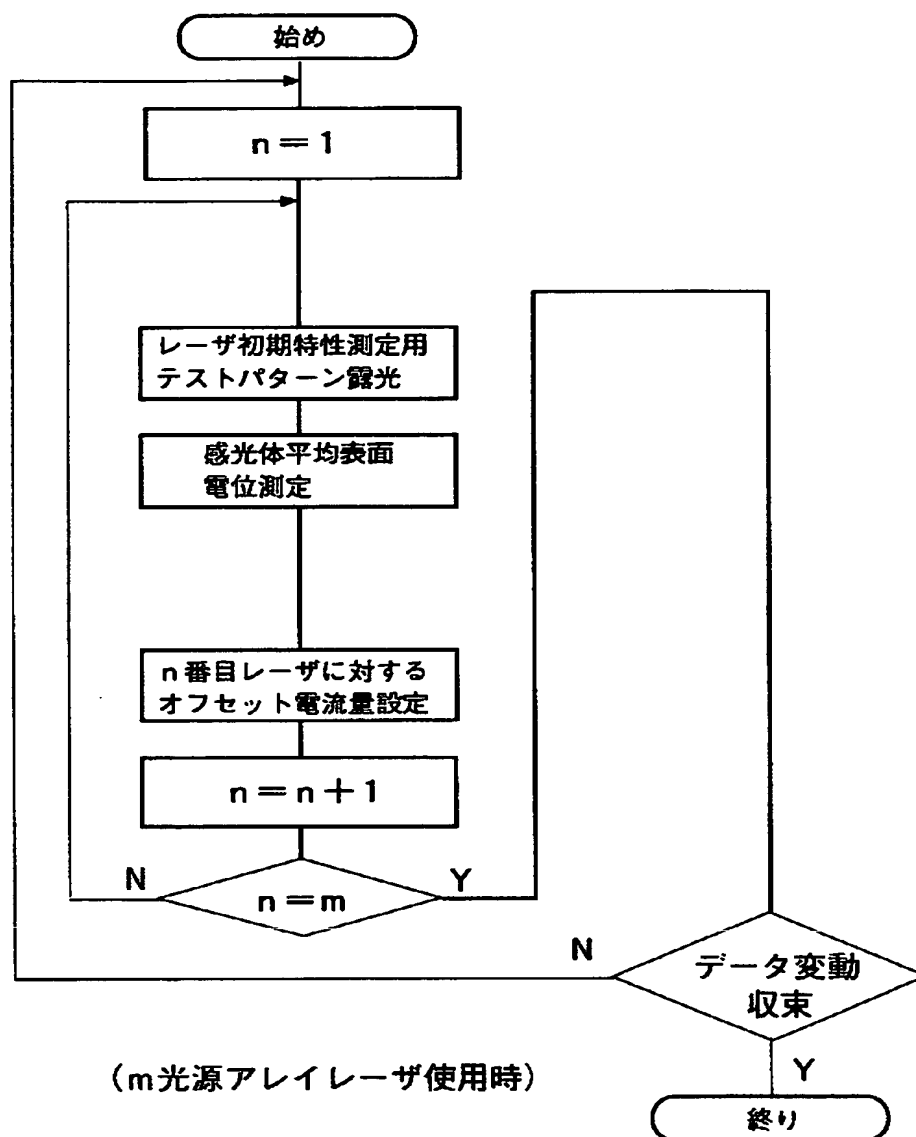 始め
n＝1
レーザ初期特性測定用
テストパターン露光
感光体平均表面
電位測定
n番目レーザに対する
オフセット電流量設定
n＝n＋1
N
n＝m
Y
N
データ変動
収束
Y
（m光源アレイレーザ使用時）
終り